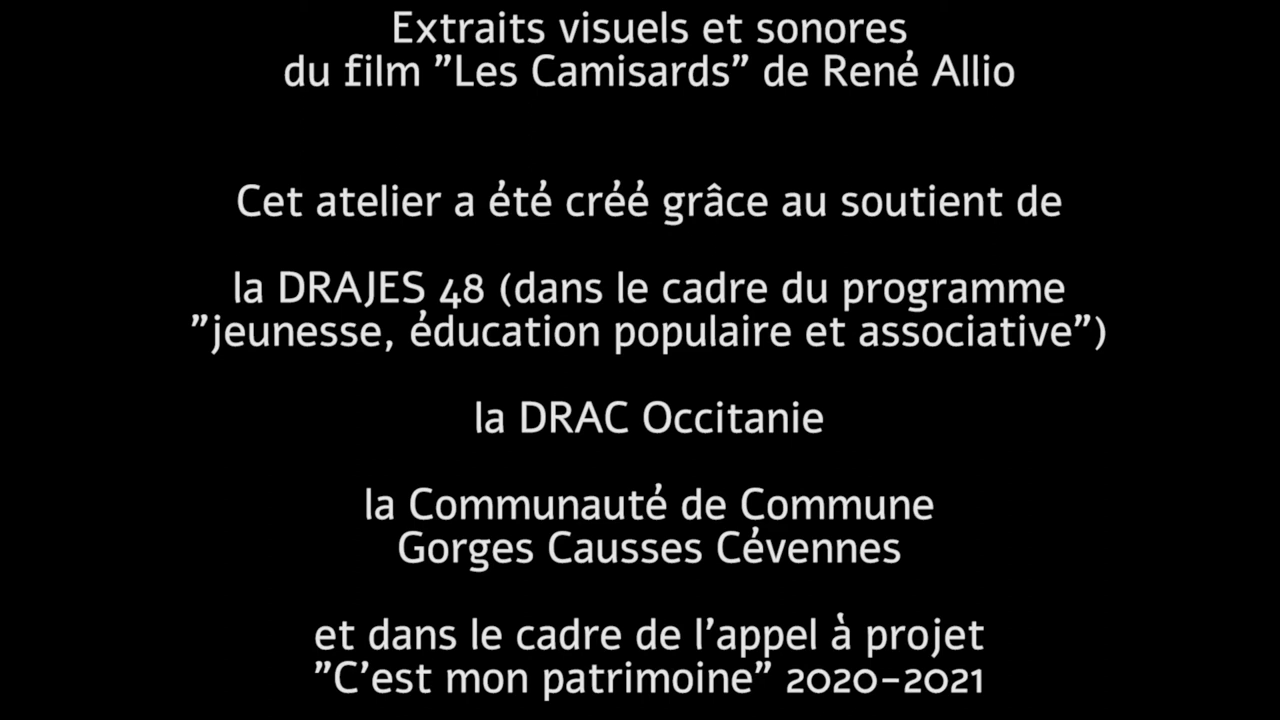 Extraits visuels et sonores
du film "Les Camisards" de René Allio
Cet atelier a été créé grâce au soutient de
la DRAJES 48 (dans le cadre du programme
"jeunesse, éducation populaire et associative")
la DRAC Occitanie
la Communauté de Commune
Gorges Causses Cévennes
et dans le cadre de l'appel à projet
"C'est mon patrimoine" 2020-2021